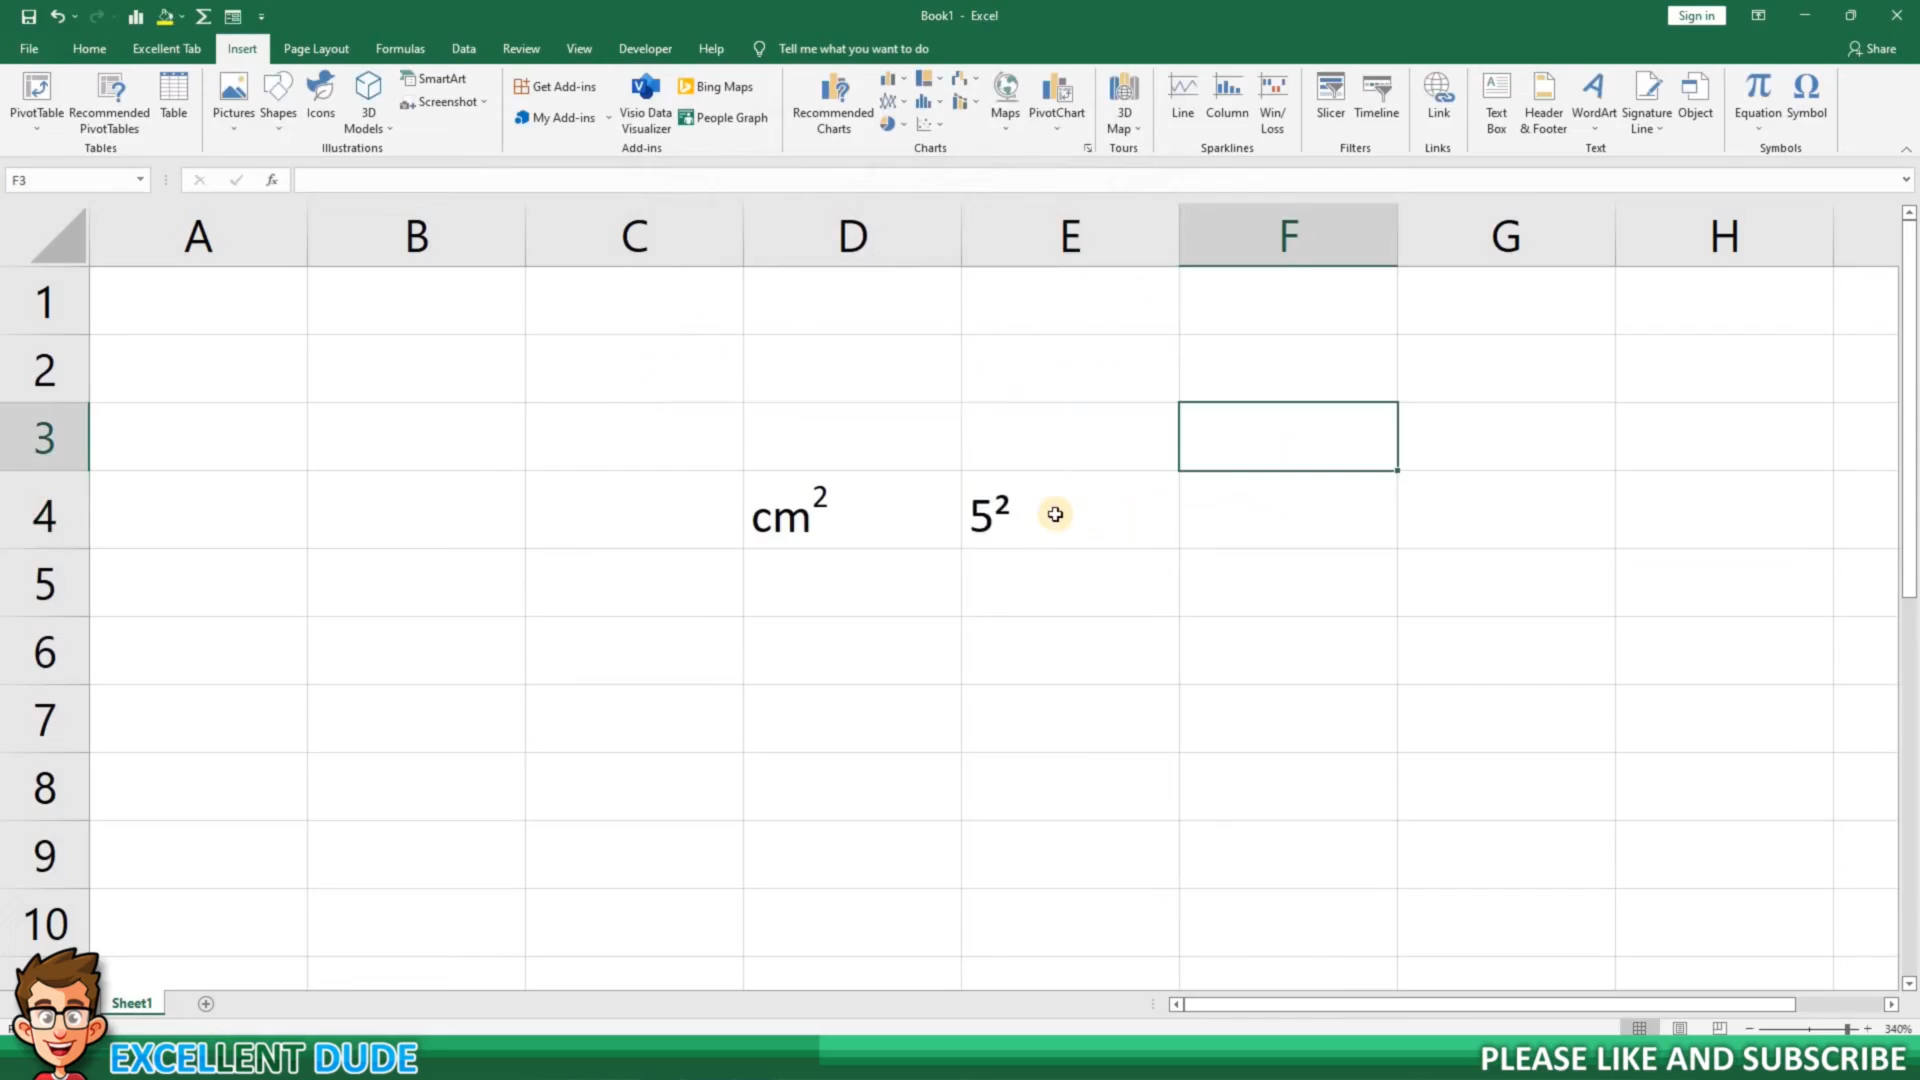 Book1 - Excel
Sign in
File Home Excellent Tab Insert Page Layout Formulas Data Review View Developer Help Tell me what you want to do Share
PivotTable
Recommended PivotTables
Table
Tables
Pictures
Shapes
Icons
3D Models
SmartArt
Screenshot
Illustrations
Get Add-ins
My Add-ins
Visio Data Visualizer
Bing Maps
People Graph
Add-ins
Recommended Charts
Maps
PivotChart
Charts
3D Map
Tours
Line
Column
Win/ Loss
Sparklines
Slicer
Timeline
Filters
Link
Links
Text Box
Header & Footer
WordArt
Signature Line
Object
Text
Equation
Symbol
Symbols
F3
fx
A B C D E F G H
1
2
3
4 cm² 5²
5
6
7
8
9
10
Sheet1
340%
EXCELLENT DUDE
PLEASE LIKE AND SUBSCRIBE